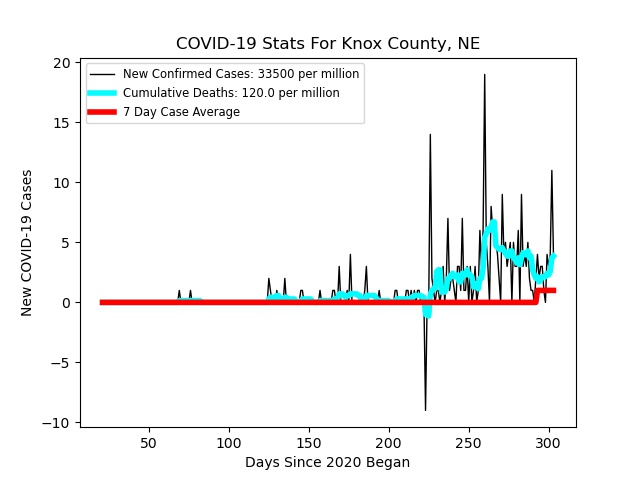 COVID-19 Stats For Knox County, NE
New Confirmed Cases: 33500 per million
Cumulative Deaths: 120.0 per million
7 Day Case Average
New COVID-19 Cases
20
15
10
5
0
−5
−10
50 100 150 200 250 300
Days Since 2020 Began